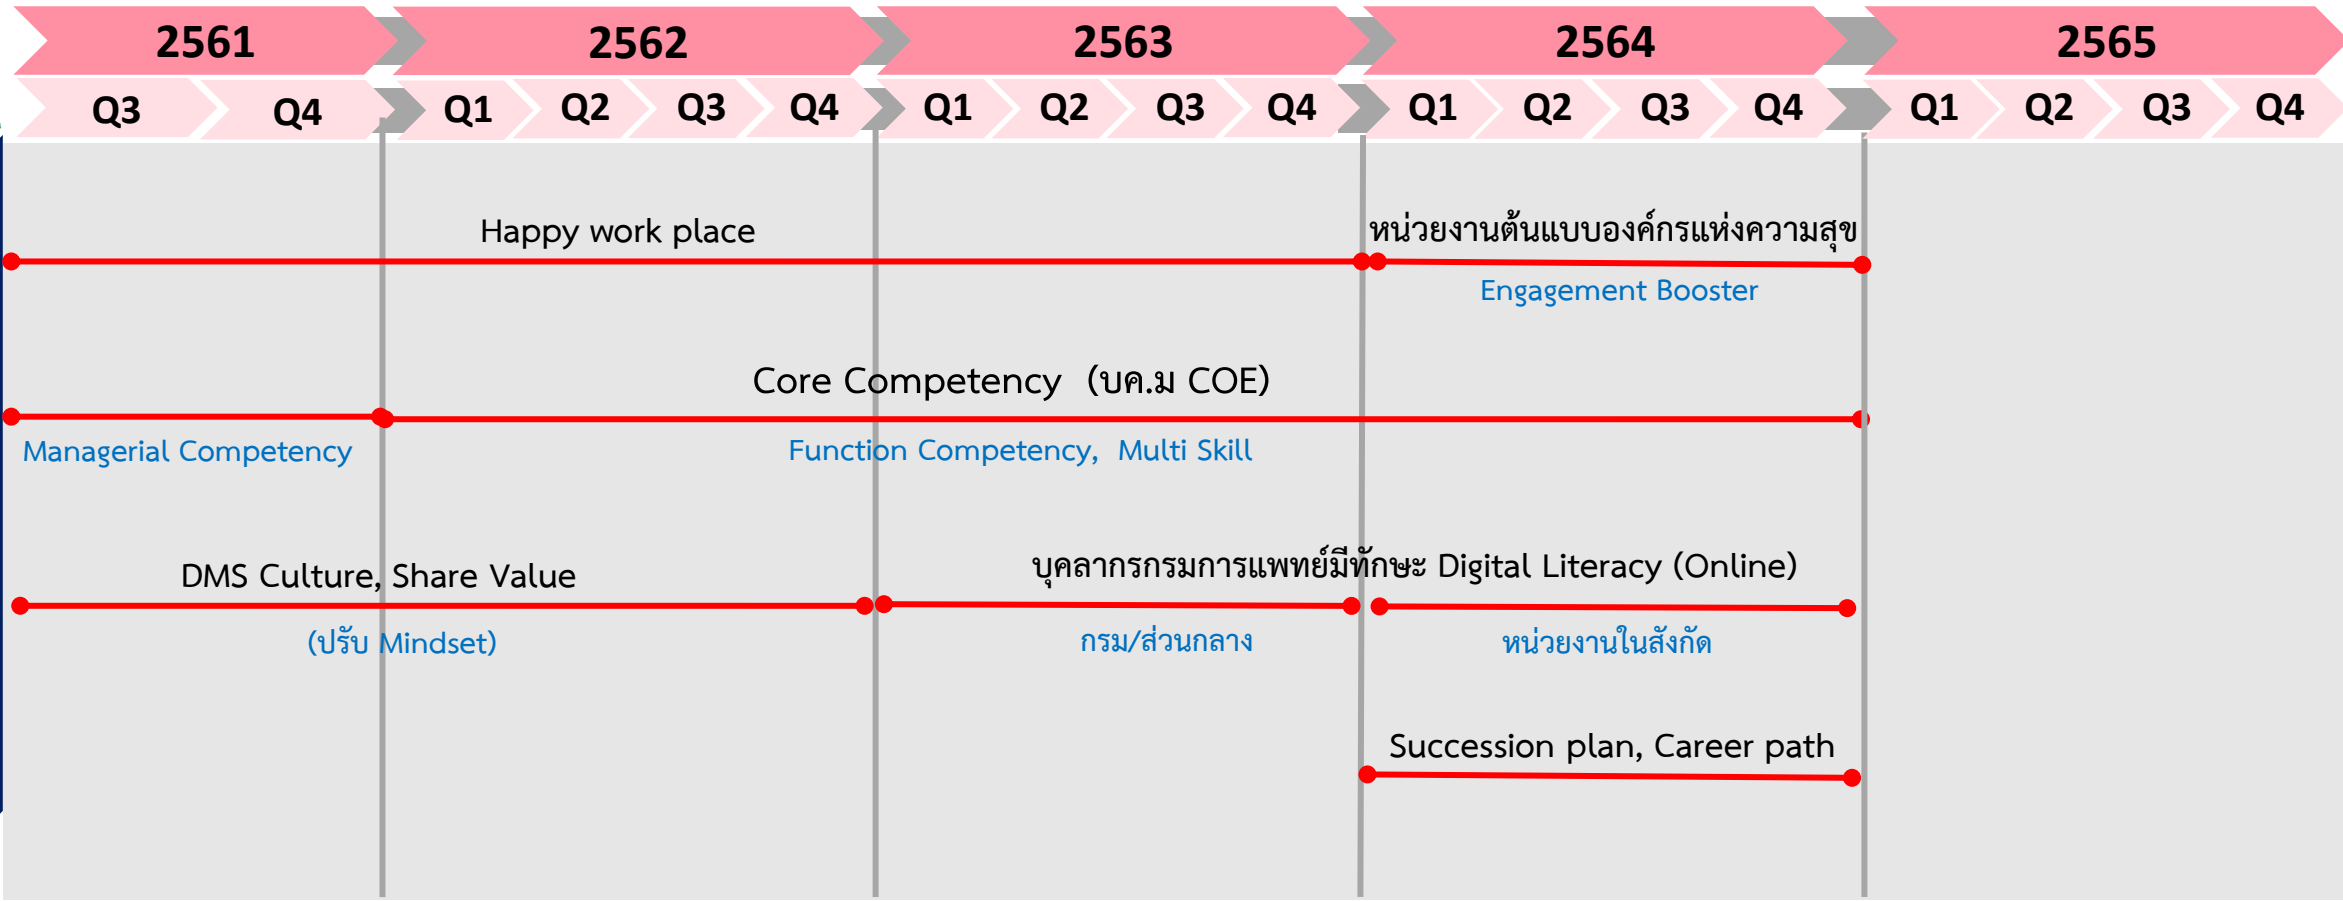 2561 2562 2563 2564 2565
Q3 Q4 Q1 Q2 Q3 Q4 Q1 Q2 Q3 Q4 Q1 Q2 Q3 Q4 Q1 Q2 Q3 Q4
Happy work place
หน่วยงานต้นแบบองค์กรแห่งความสุข
Engagement Booster
Core Competency (บค.ม COE)
Managerial Competency
Function Competency, Multi Skill
DMS Culture, Share Value
(ปรับ Mindset)
บุคลากรกรมการแพทย์มีทักษะ Digital Literacy (Online)
กรม/ส่วนกลาง
หน่วยงานในสังกัด
Succession plan, Career path